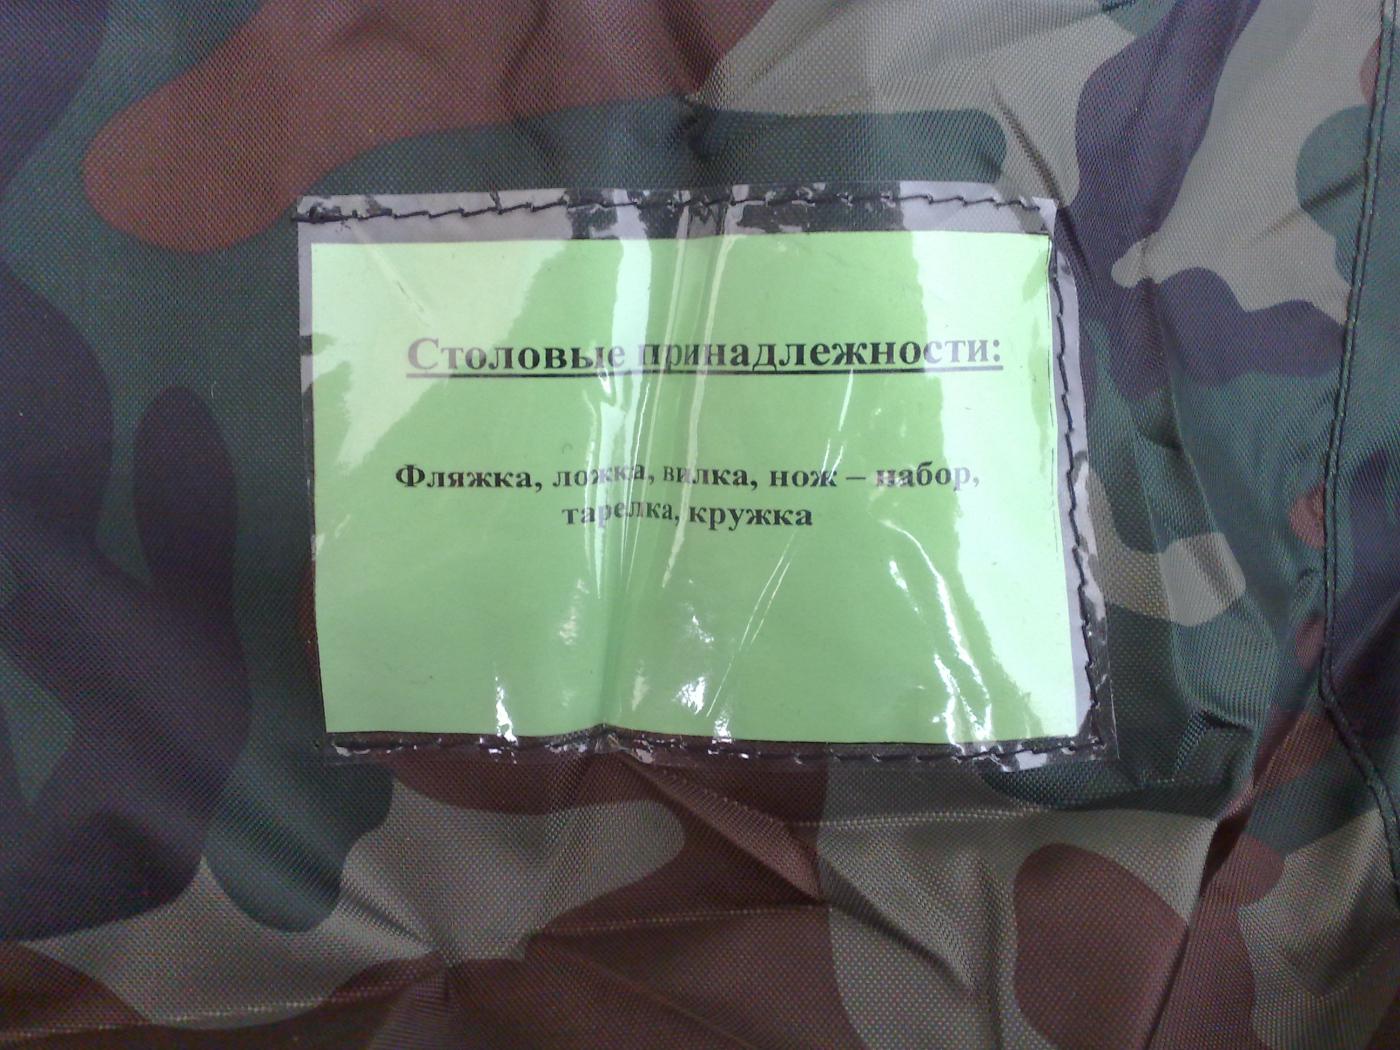 Столовые принадлежности:
Фляжка, ложка, вилка, нож – набор,
тарелка, кружка